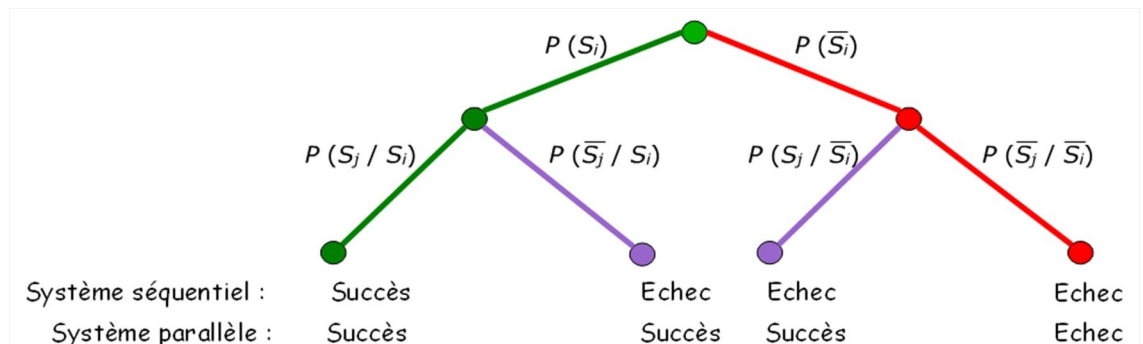 P (Sᵢ) P (S̅ᵢ)
P (Sⱼ / Sᵢ) P (S̅ⱼ / Sᵢ) P (Sⱼ / S̅ᵢ) P (S̅ⱼ / S̅ᵢ)
Système séquentiel : Succès Echec Echec Echec
Système parallèle : Succès Succès Succès Echec